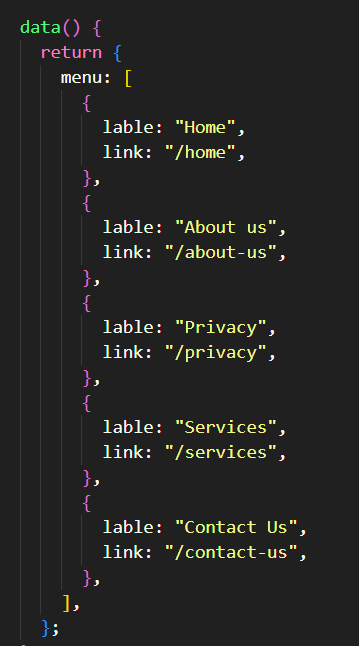 data() {
return {
menu: [
{
lable: "Home",
link: "/home",
},
{
lable: "About us",
link: "/about-us",
},
{
lable: "Privacy",
link: "/privacy",
},
{
lable: "Services",
link: "/services",
},
{
lable: "Contact Us",
link: "/contact-us",
},
],
};